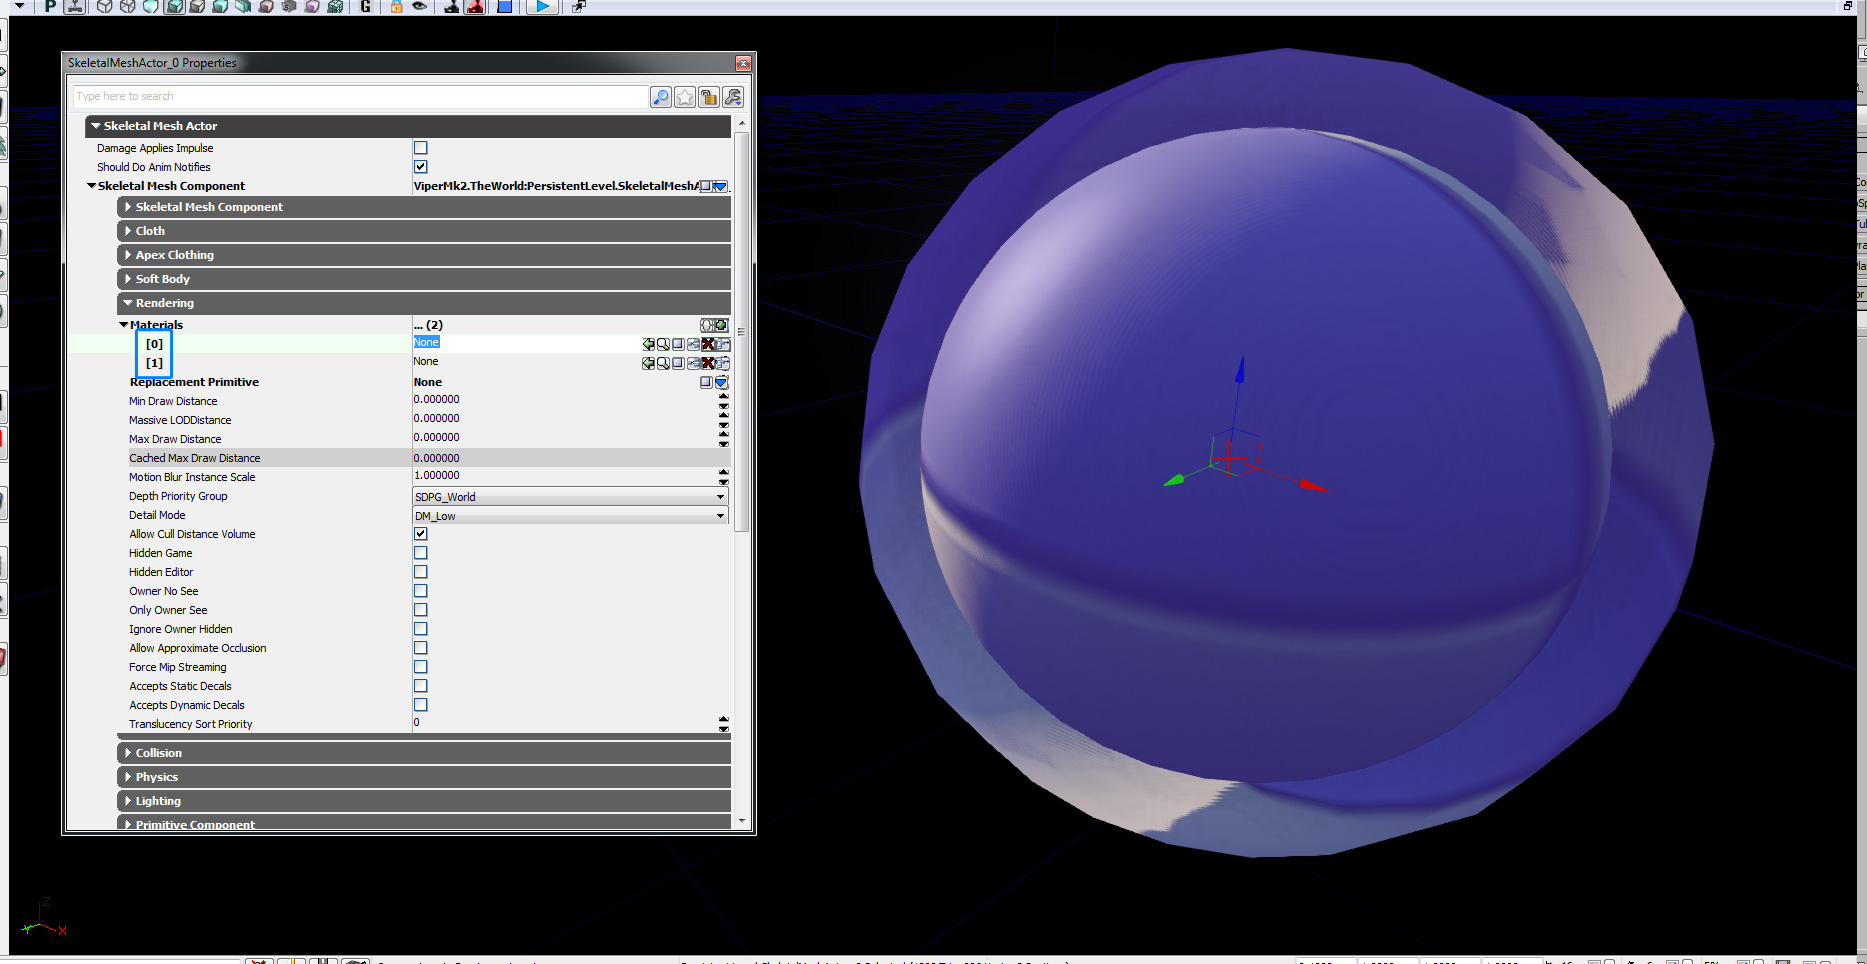 P
G
SkeletalMeshActor_0 Properties
Type here to search
Skeletal Mesh Actor
Damage Applies Impulse
Should Do Anim Notifies
Skeletal Mesh Component ViperMk2.TheWorld:PersistentLevel.SkeletalMeshA
Skeletal Mesh Component
Cloth
Apex Clothing
Soft Body
Rendering
Materials ... (2)
[0] None
[1] None
Replacement Primitive None
Min Draw Distance 0.000000
Massive LODDistance 0.000000
Max Draw Distance 0.000000
Cached Max Draw Distance 0.000000
Motion Blur Instance Scale 1.000000
Depth Priority Group SDPG_World
Detail Mode DM_Low
Allow Cull Distance Volume
Hidden Game
Hidden Editor
Owner No See
Only Owner See
Ignore Owner Hidden
Allow Approximate Occlusion
Force Mip Streaming
Accepts Static Decals
Accepts Dynamic Decals
Translucency Sort Priority 0
Collision
Physics
Lighting
Primitive Component
Z
Y X